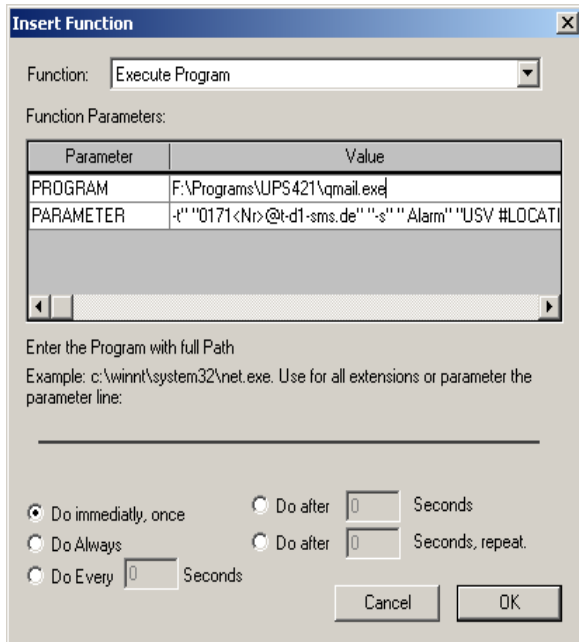 Insert Function
Function: Execute Program
Function Parameters:
Parameter Value
PROGRAM F:\Programs\UPS421\qmail.exe
PARAMETER -t" "0171<Nr>@t-d1-sms.de" "-s" " Alarm" "USV #LOCATI
Enter the Program with full Path
Example: c:\winnt\system32\net.exe. Use for all extensions or parameter the
parameter line:
Do immediatly, once Do after 0 Seconds
Do Always Do after 0 Seconds, repeat.
Do Every 0 Seconds
Cancel OK